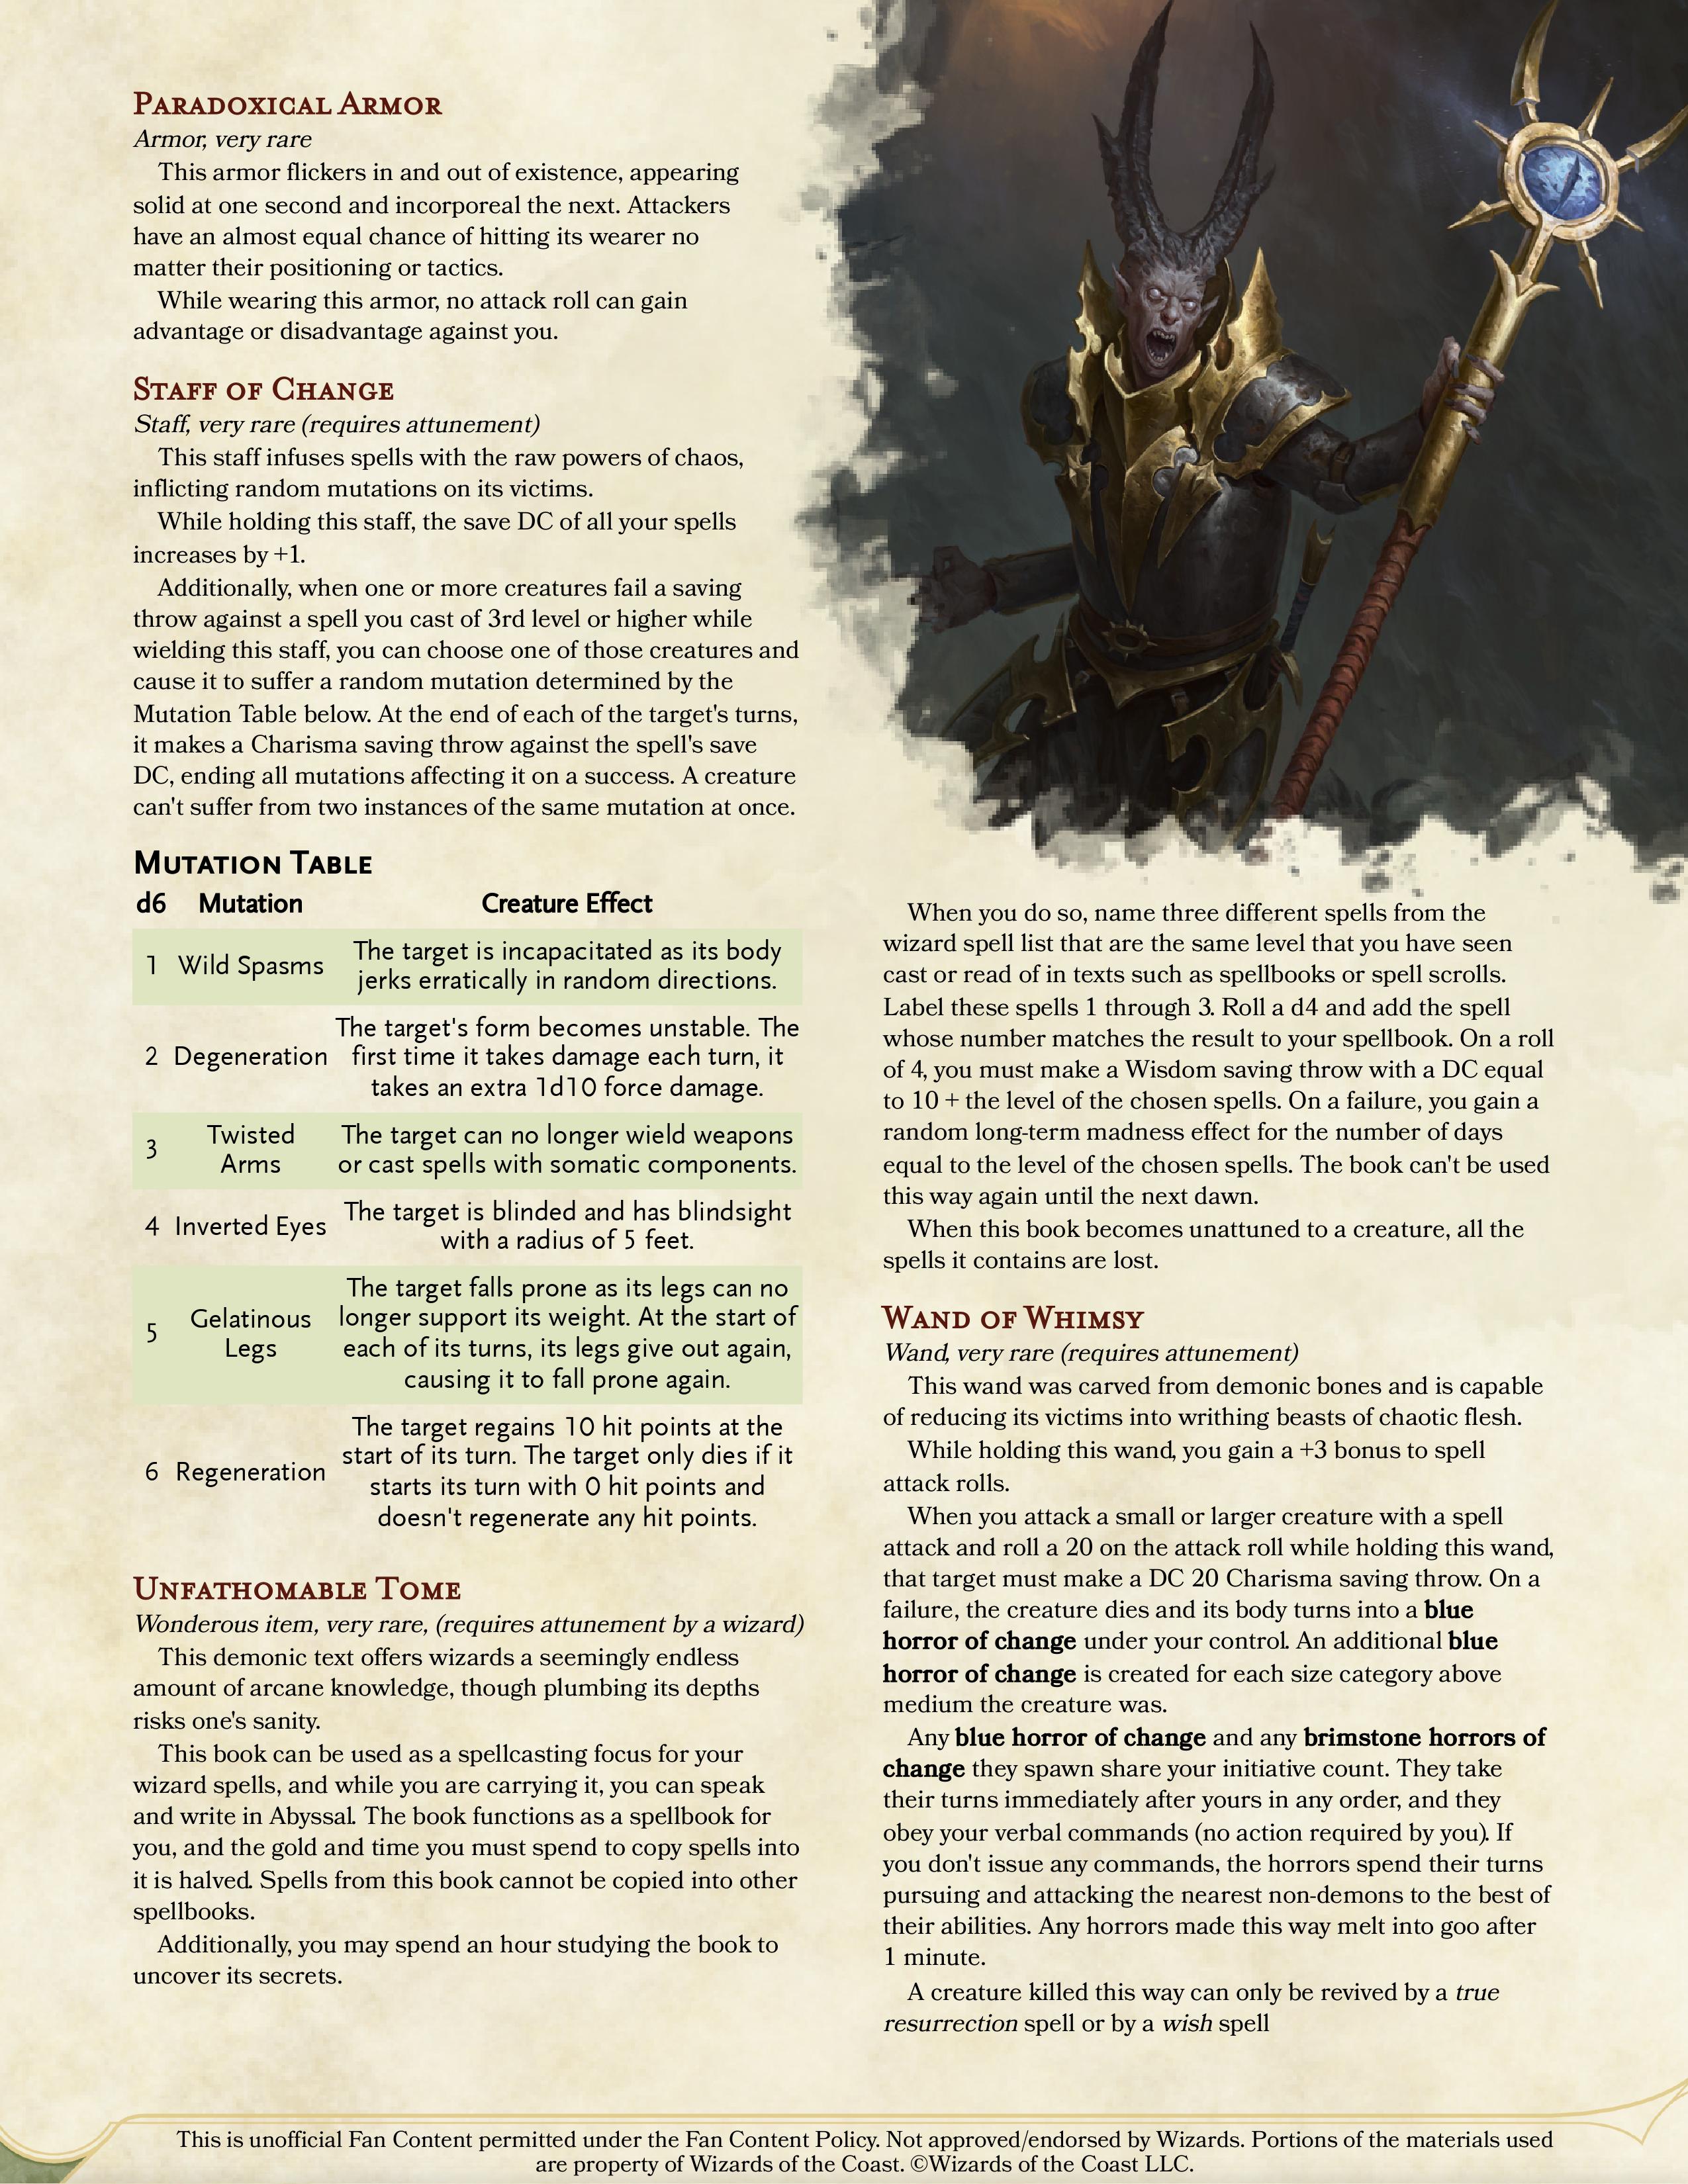 Paradoxical Armor
Armor, very rare
This armor flickers in and out of existence, appearing
solid at one second and incorporeal the next. Attackers
have an almost equal chance of hitting its wearer no
matter their positioning or tactics.
While wearing this armor, no attack roll can gain
advantage or disadvantage against you.
Staff of Change
Staff, very rare (requires attunement)
This staff infuses spells with the raw powers of chaos,
inflicting random mutations on its victims.
While holding this staff, the save DC of all your spells
increases by +1.
Additionally, when one or more creatures fail a saving
throw against a spell you cast of 3rd level or higher while
wielding this staff, you can choose one of those creatures and
cause it to suffer a random mutation determined by the
Mutation Table below. At the end of each of the target's turns,
it makes a Charisma saving throw against the spell's save
DC, ending all mutations affecting it on a success. A creature
can't suffer from two instances of the same mutation at once.
Mutation Table
d6 Mutation Creature Effect
1 Wild Spasms The target is incapacitated as its body
jerks erratically in random directions.
2 Degeneration The target's form becomes unstable. The
first time it takes damage each turn, it
takes an extra 1d10 force damage.
3 Twisted Arms The target can no longer wield weapons
or cast spells with somatic components.
4 Inverted Eyes The target is blinded and has blindsight
with a radius of 5 feet.
5 Gelatinous Legs The target falls prone as its legs can no
longer support its weight. At the start of
each of its turns, its legs give out again,
causing it to fall prone again.
6 Regeneration The target regains 10 hit points at the
start of its turn. The target only dies if it
starts its turn with 0 hit points and
doesn't regenerate any hit points.
Unfathomable Tome
Wonderous item, very rare, (requires attunement by a wizard)
This demonic text offers wizards a seemingly endless
amount of arcane knowledge, though plumbing its depths
risks one's sanity.
This book can be used as a spellcasting focus for your
wizard spells, and while you are carrying it, you can speak
and write in Abyssal. The book functions as a spellbook for
you, and the gold and time you must spend to copy spells into
it is halved. Spells from this book cannot be copied into other
spellbooks.
Additionally, you may spend an hour studying the book to
uncover its secrets.
When you do so, name three different spells from the
wizard spell list that are the same level that you have seen
cast or read of in texts such as spellbooks or spell scrolls.
Label these spells 1 through 3. Roll a d4 and add the spell
whose number matches the result to your spellbook. On a roll
of 4, you must make a Wisdom saving throw with a DC equal
to 10 + the level of the chosen spells. On a failure, you gain a
random long-term madness effect for the number of days
equal to the level of the chosen spells. The book can't be used
this way again until the next dawn.
When this book becomes unattuned to a creature, all the
spells it contains are lost.
Wand of Whimsy
Wand, very rare (requires attunement)
This wand was carved from demonic bones and is capable
of reducing its victims into writhing beasts of chaotic flesh.
While holding this wand, you gain a +3 bonus to spell
attack rolls.
When you attack a small or larger creature with a spell
attack and roll a 20 on the attack roll while holding this wand,
that target must make a DC 20 Charisma saving throw. On a
failure, the creature dies and its body turns into a blue
horror of change under your control. An additional blue
horror of change is created for each size category above
medium the creature was.
Any blue horror of change and any brimstone horrors of
change they spawn share your initiative count. They take
their turns immediately after yours in any order, and they
obey your verbal commands (no action required by you). If
you don't issue any commands, the horrors spend their turns
pursuing and attacking the nearest non-demons to the best of
their abilities. Any horrors made this way melt into goo after
1 minute.
A creature killed this way can only be revived by a true
resurrection spell or by a wish spell
This is unofficial Fan Content permitted under the Fan Content Policy. Not approved/endorsed by Wizards. Portions of the materials used
are property of Wizards of the Coast. ©Wizards of the Coast LLC.